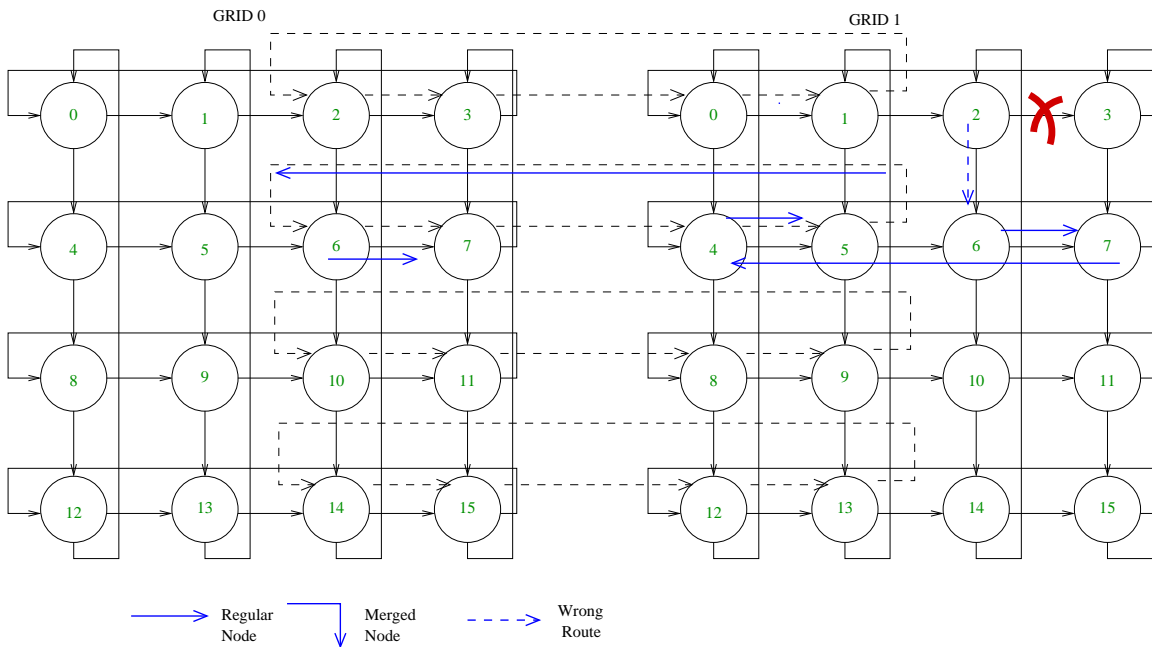 GRID 0
GRID 1
0 1 2 3 0 1 2 3
4 5 6 7 4 5 6 7
8 9 10 11 8 9 10 11
12 13 14 15 12 13 14 15
Regular
Node
Merged
Node
Wrong
Route